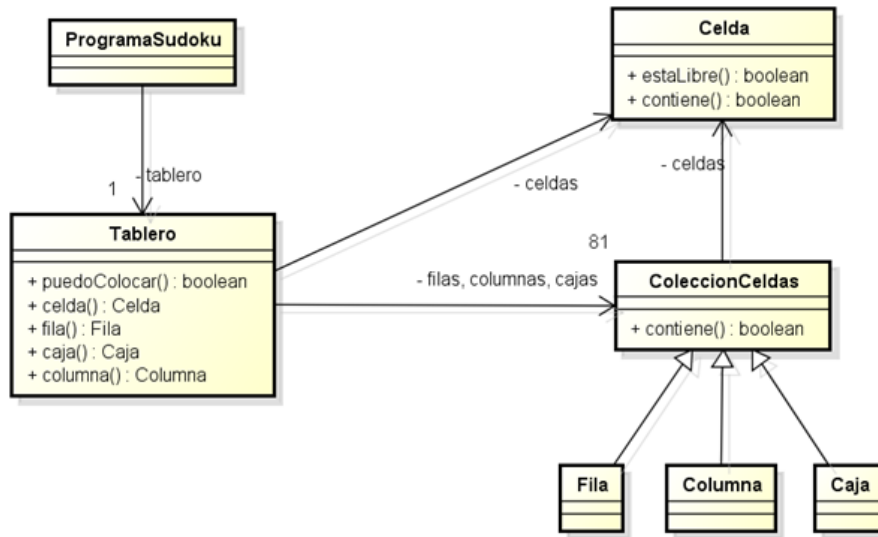 ProgramaSudoku
Celda
+ estaLibre() : boolean
+ contiene() : boolean
- tablero
1
- celdas
- celdas
Tablero
+ puedoColocar() : boolean
+ celda() : Celda
+ fila() : Fila
+ caja() : Caja
+ columna() : Columna
81
- filas, columnas, cajas
ColeccionCeldas
+ contiene() : boolean
Fila
Columna
Caja